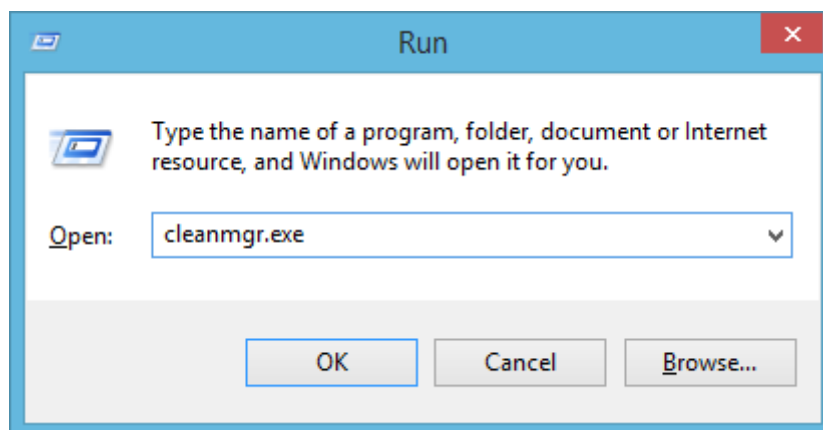 Run
Type the name of a program, folder, document or Internet
resource, and Windows will open it for you.
Open: cleanmgr.exe
OK Cancel Browse...